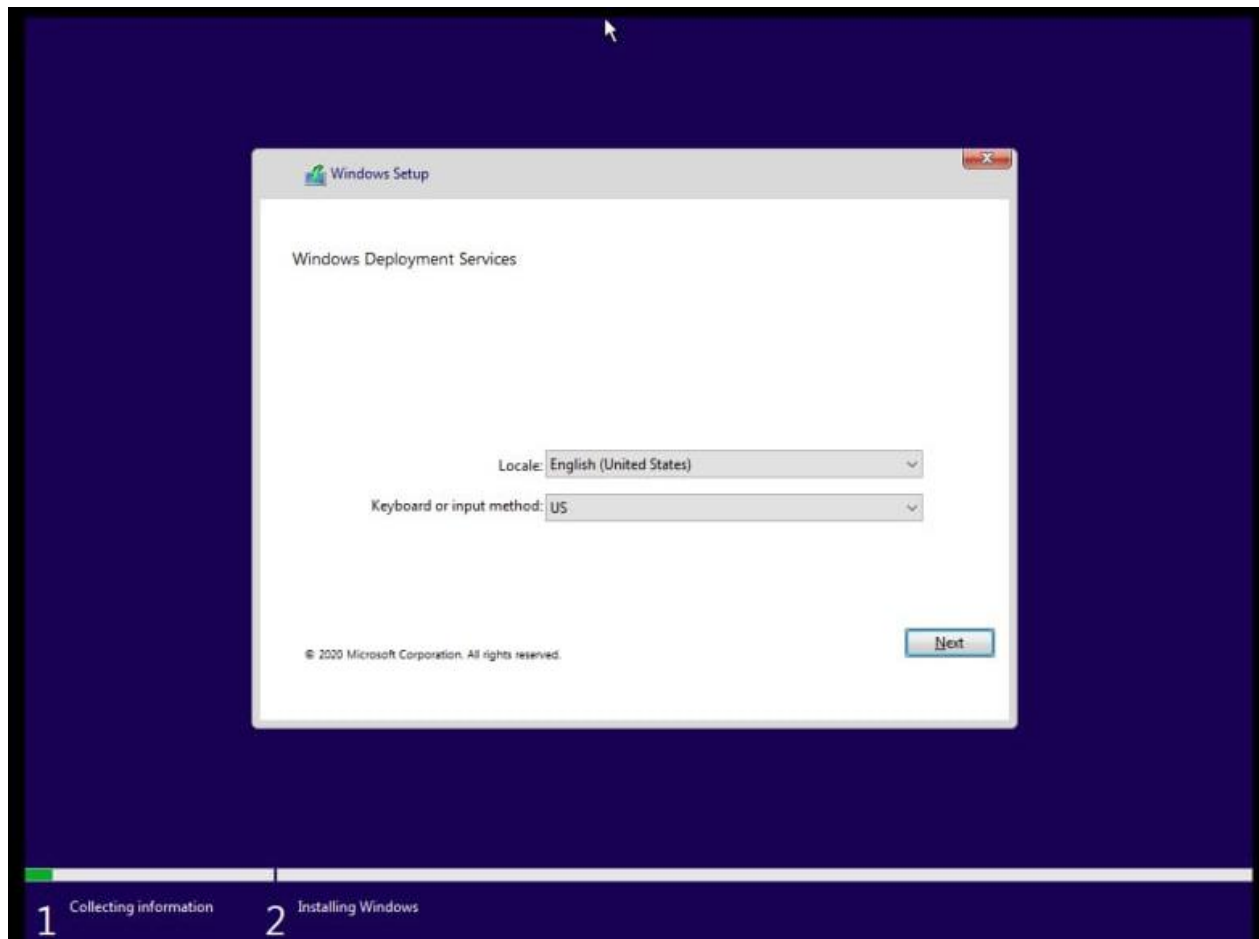 Windows Setup
Windows Deployment Services
Locale: English (United States)
Keyboard or input method: US
Next
© 2020 Microsoft Corporation. All rights reserved.
1 Collecting information
2 Installing Windows